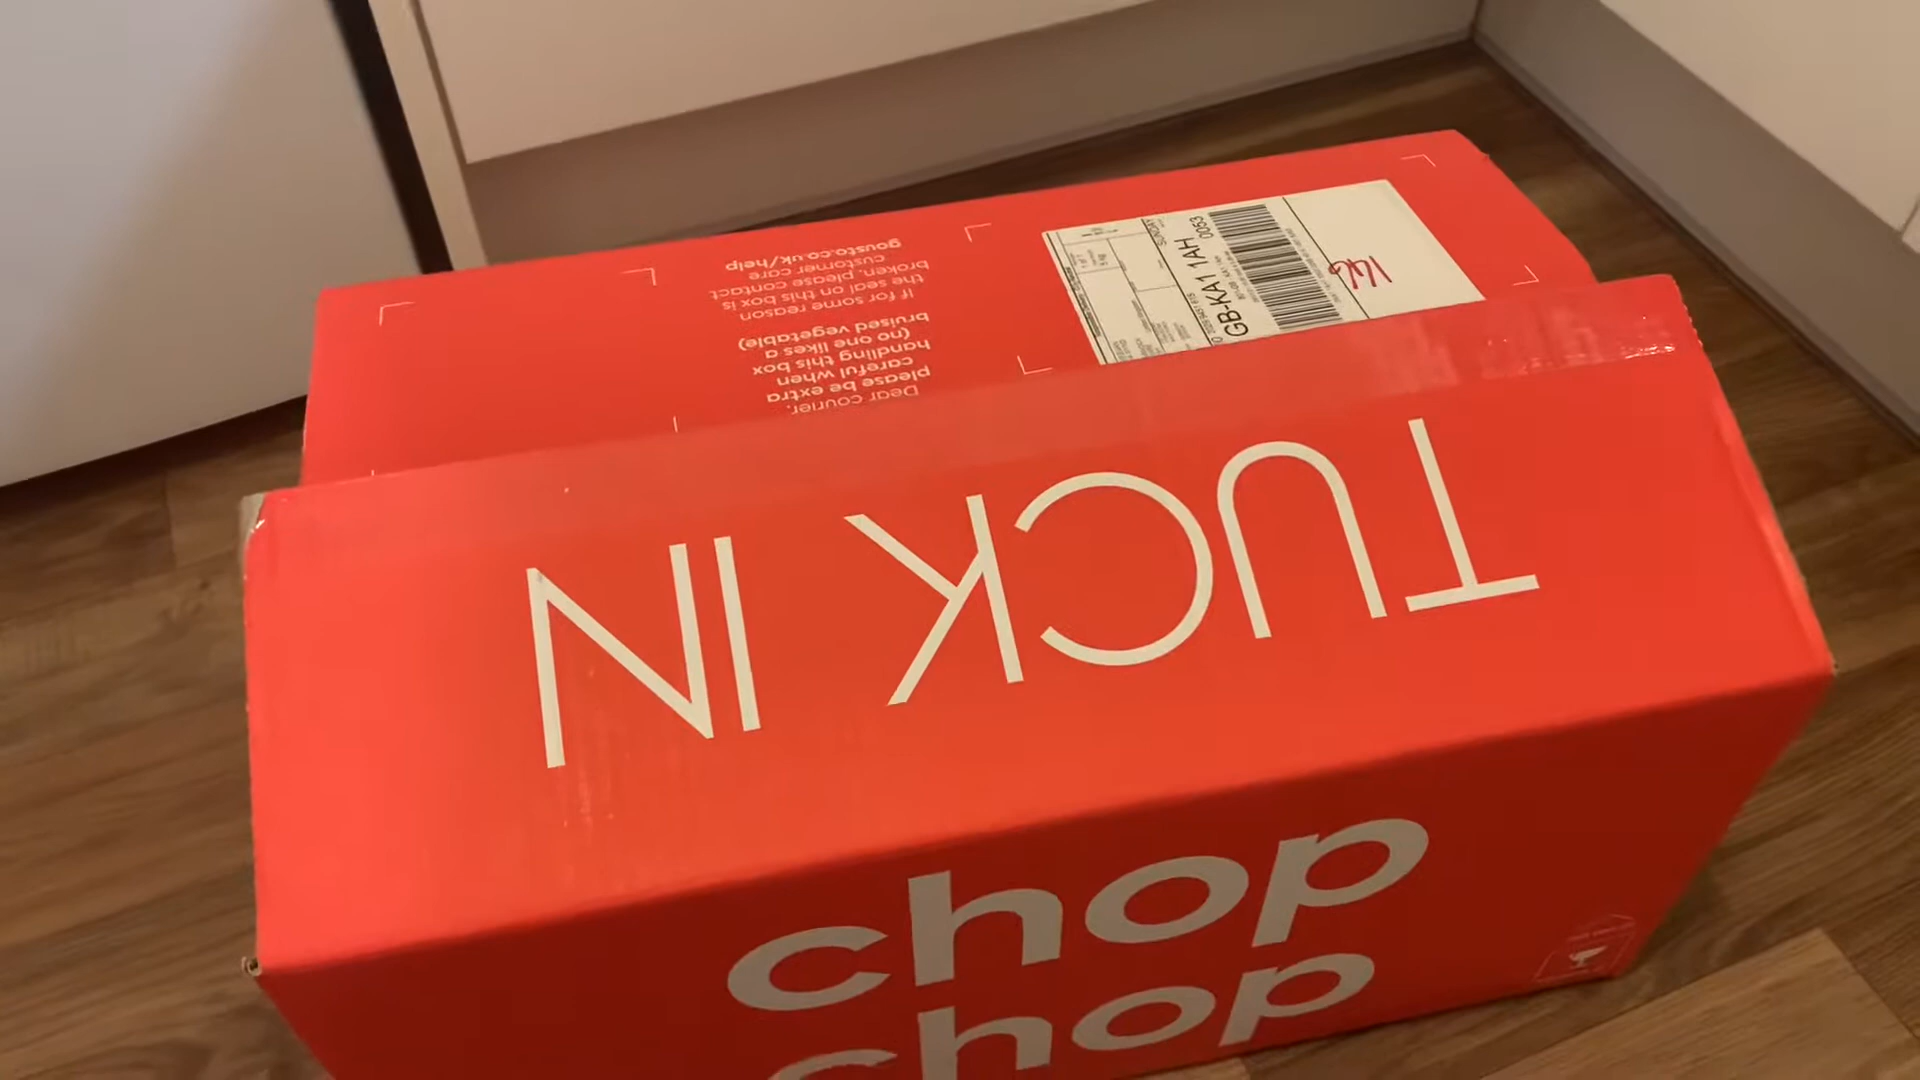 TUCK IN
chop
chop
Dear courier,
please be extra
careful when
handling this box
(no one likes a
bruised vegetable)
If for some reason
the seal on this box is
broken, please contact
customer care
gousto.co.uk/help
GB-KA1 1AH
0053
SUNDAY